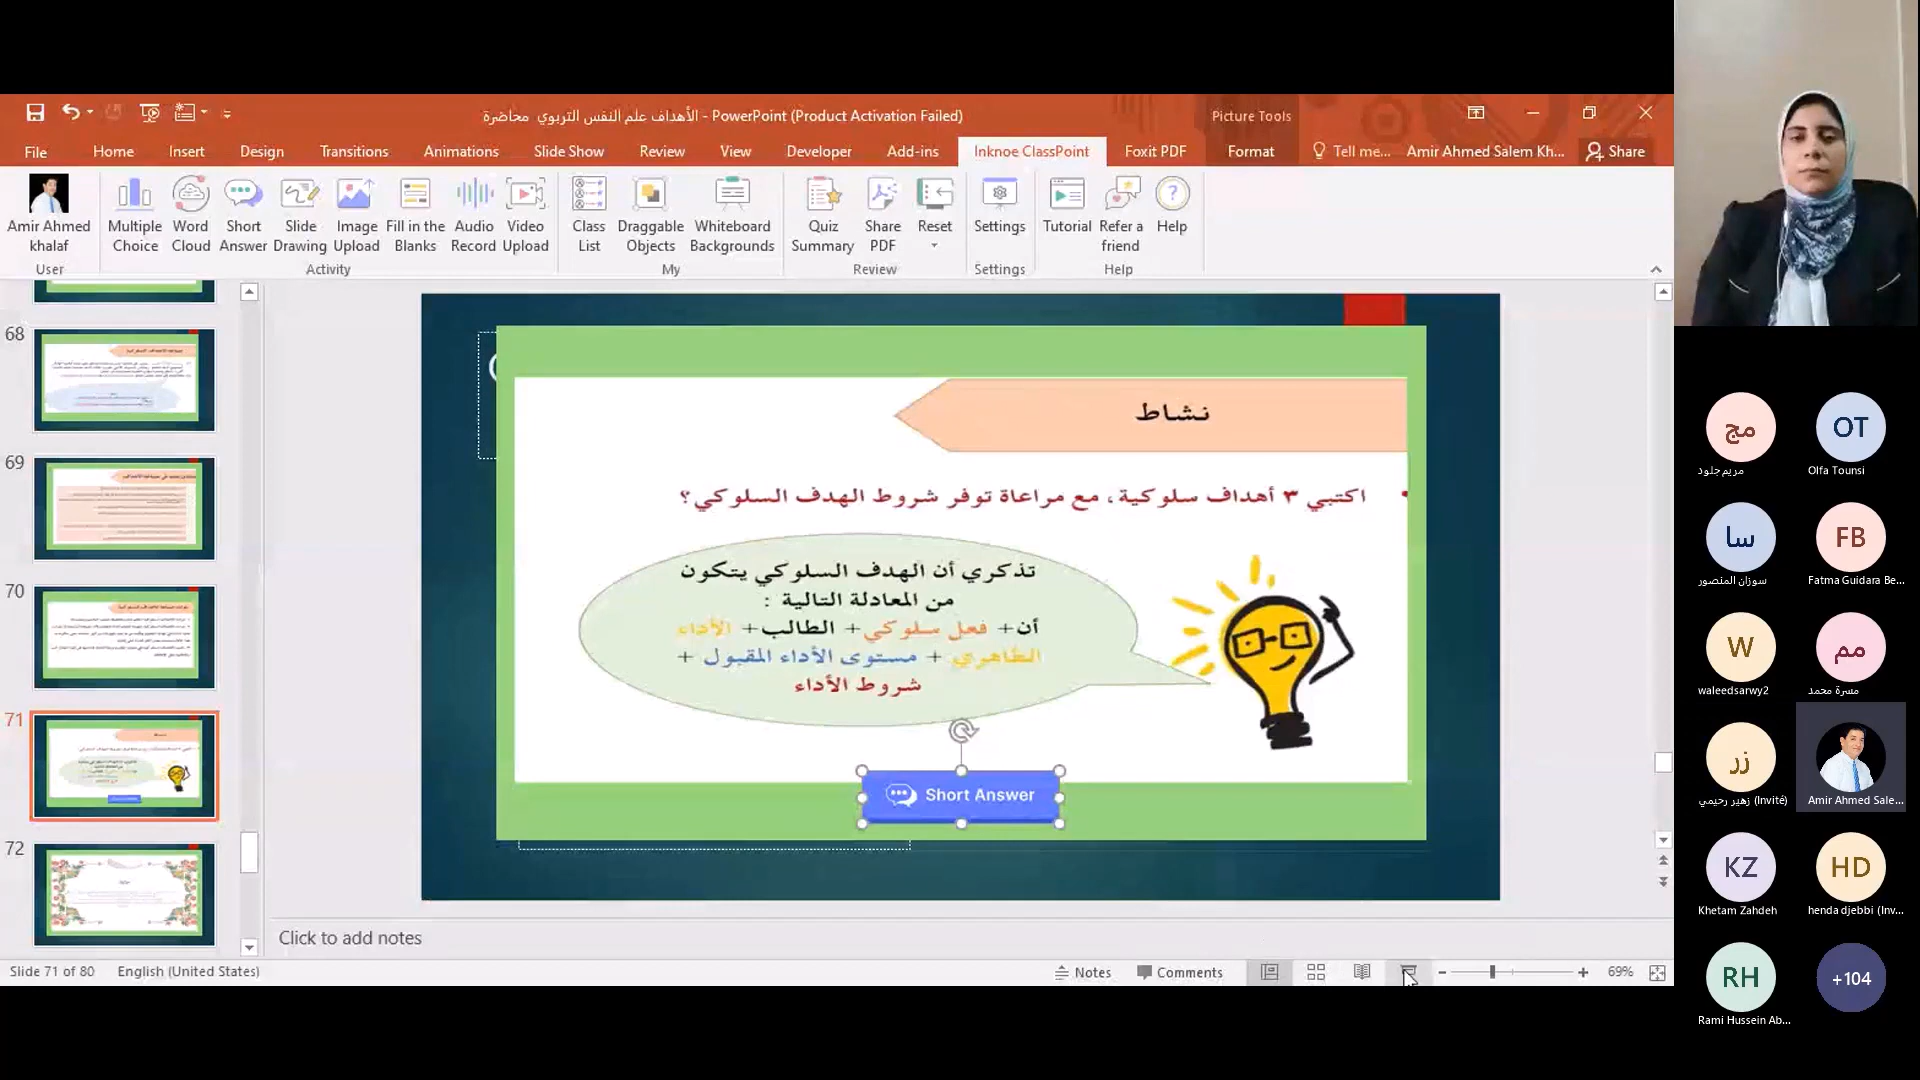 الأهداف علم النفس التربوي محاضرة - PowerPoint (Product Activation Failed)
Picture Tools
File
Home
Insert
Design
Transitions
Animations
Slide Show
Review
View
Developer
Add-ins
Inknoe ClassPoint
Foxit PDF
Format
Tell me...
Amir Ahmed Salem Kh...
Share
Amir Ahmed khalaf
Multiple Choice
Word Cloud
Short Answer
Slide Drawing
Image Upload
Fill in the Blanks
Audio Record
Video Upload
Class List
Draggable Objects
Whiteboard Backgrounds
Quiz Summary
Share PDF
Reset
Settings
Tutorial
Refer a friend
Help
User
Activity
My
Review
Settings
Help
68
69
70
71
72
نشاط
• اكتبي ٣ أهداف سلوكية، مع مراعاة توفر شروط الهدف السلوكي؟
تذكري أن الهدف السلوكي يتكون
من المعادلة التالية :
أن+ فعل سلوكي+ الطالب+ الأداء
الظاهري + مستوى الأداء المقبول +
شروط الأداء
Short Answer
Click to add notes
Slide 71 of 80
English (United States)
Notes
Comments
69%
مج
مريم جلود
OT
Olfa Tounsi
سا
سوزان المنصور
FB
Fatma Guidara Be...
W
waleedsarwy2
مم
مسرة محمد
زر
زهير رحيمي (Invité)
Amir Ahmed Sale...
KZ
Khetam Zahdeh
HD
henda djebbi (Inv...
RH
Rami Hussein Ab...
+104